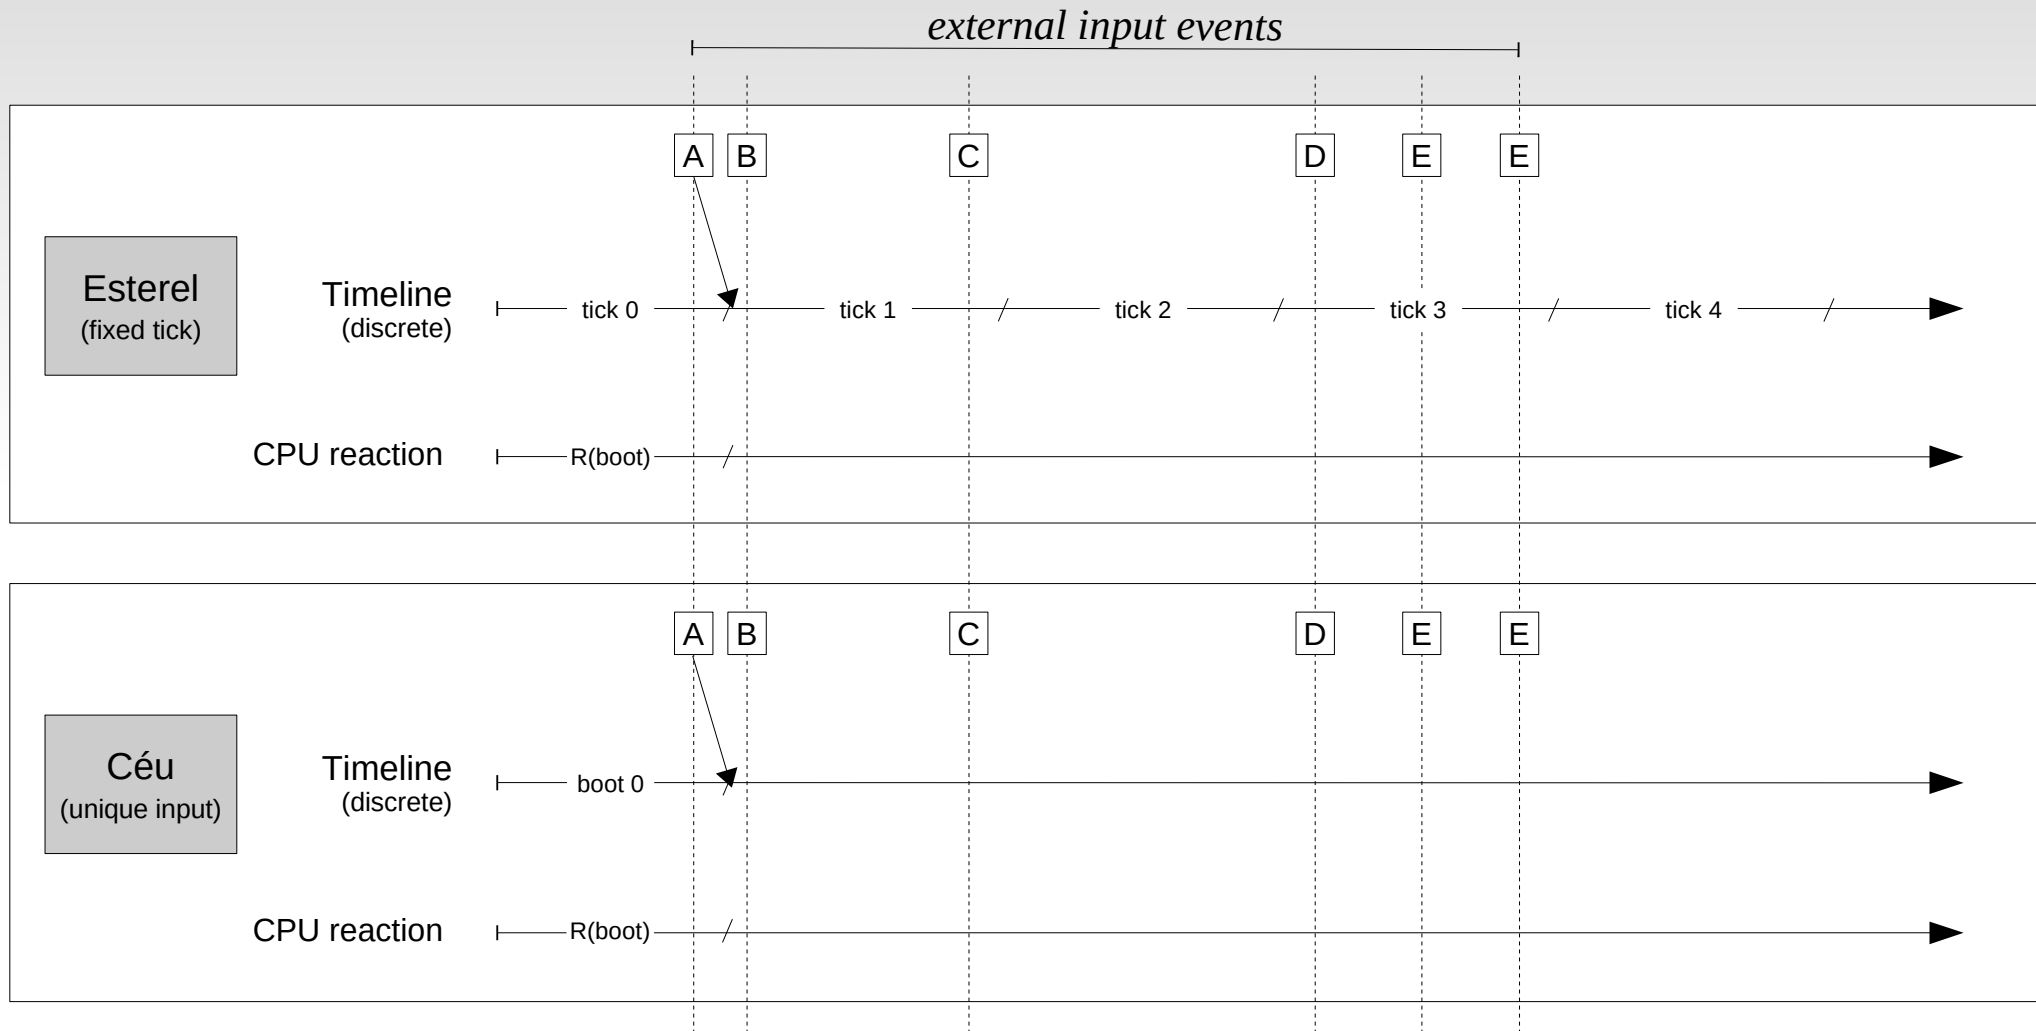 external input events
A B C D E E
Esterel
(fixed tick)
Timeline
(discrete)
tick 0 tick 1 tick 2 tick 3 tick 4
CPU reaction
R(boot)
A B C D E E
Céu
(unique input)
Timeline
(discrete)
boot 0
CPU reaction
R(boot)